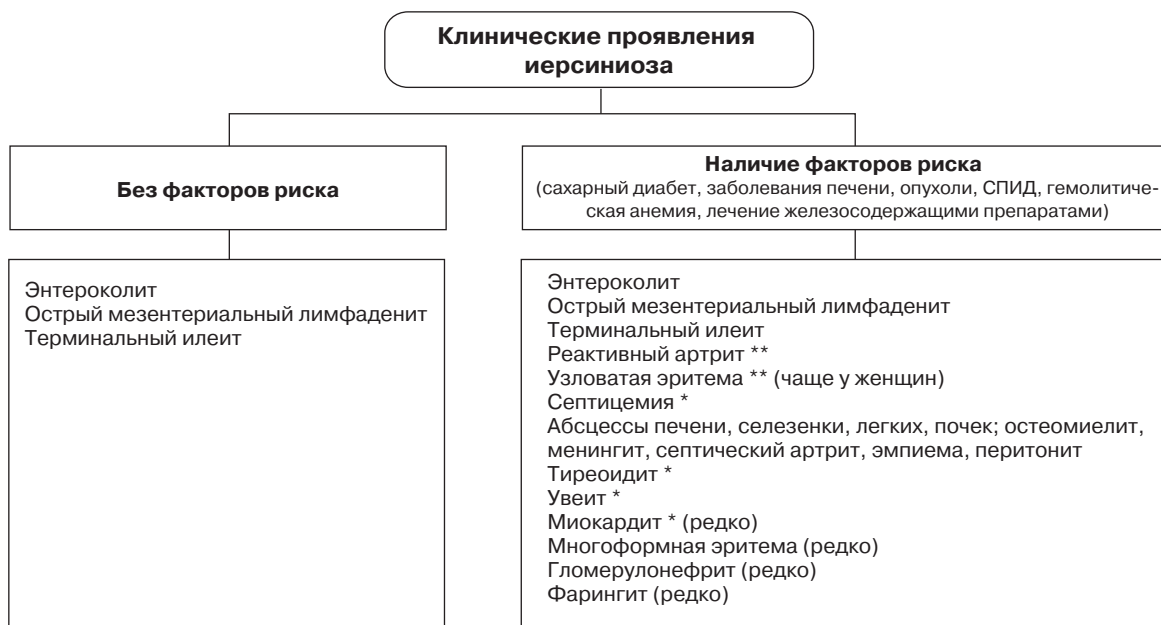 Клинические проявления
иерсиниоза
Без факторов риска
Наличие факторов риска
(сахарный диабет, заболевания печени, опухоли, СПИД, гемолитиче-
ская анемия, лечение железосодержащими препаратами)
Энтероколит
Острый мезентериальный лимфаденит
Терминальный илеит
Энтероколит
Острый мезентериальный лимфаденит
Терминальный илеит
Реактивный артрит **
Узловатая эритема ** (чаще у женщин)
Септицемия *
Абсцессы печени, селезенки, легких, почек; остеомиелит,
менингит, септический артрит, эмпиема, перитонит
Тиреоидит *
Увеит *
Миокардит * (редко)
Многоформная эритема (редко)
Гломерулонефрит (редко)
Фарингит (редко)